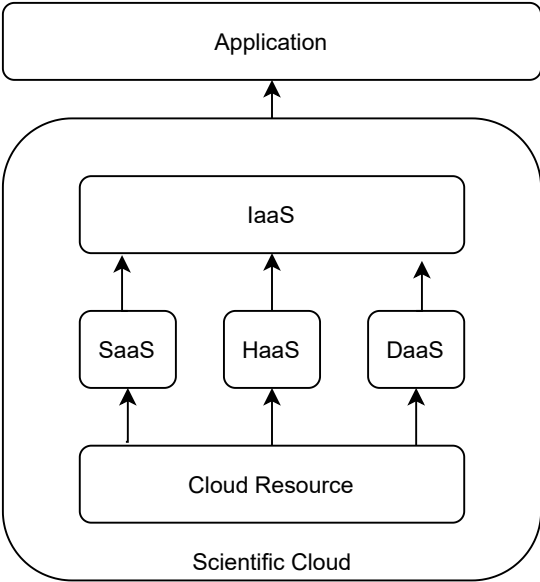 Application
IaaS
SaaS
HaaS
DaaS
Cloud Resource
Scientific Cloud